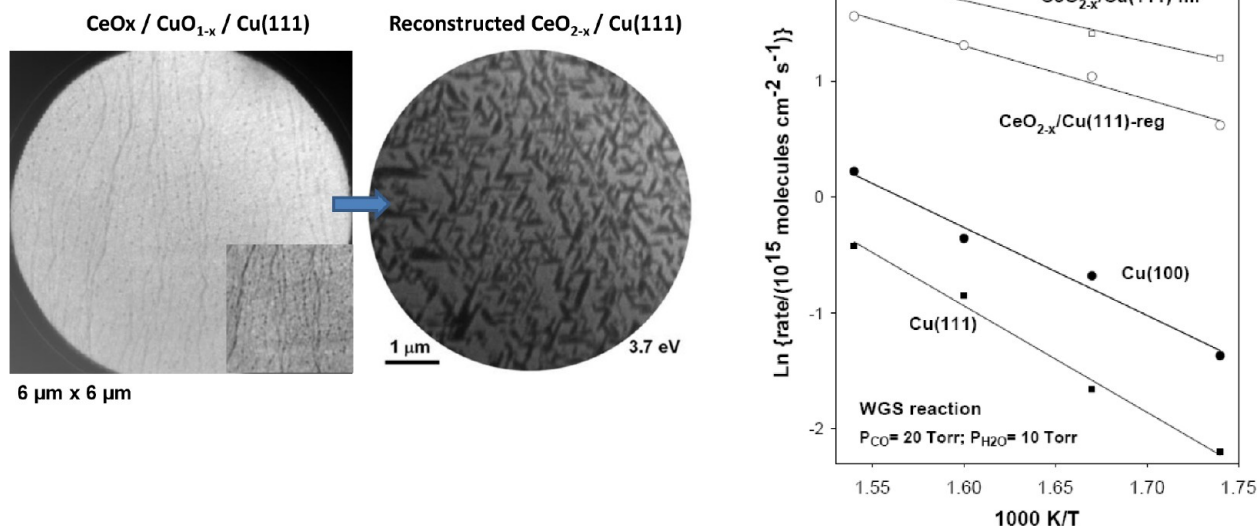 CeOx / CuO1-x / Cu(111)
Reconstructed CeO2-x / Cu(111)
1 μm
3.7 eV
6 μm x 6 μm
Ln {rate/(10^15 molecules cm^-2 s^-1)}
1
0
-1
-2
CeO2-x/Cu(111)-reg
Cu(100)
Cu(111)
WGS reaction
PCO= 20 Torr; PH2O= 10 Torr
1.55
1.60
1.65
1.70
1.75
1000 K/T